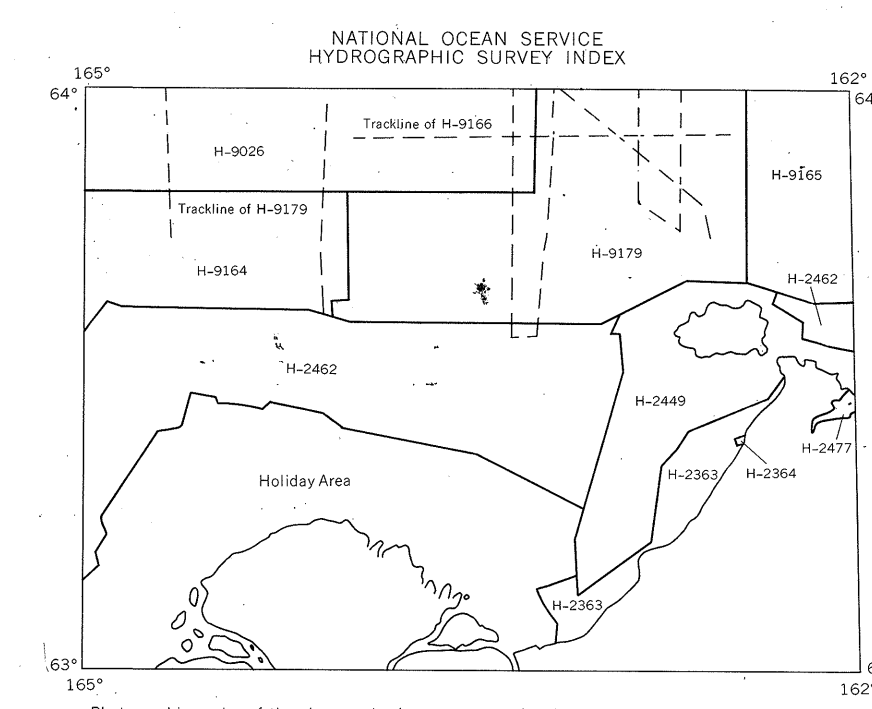 NATIONAL OCEAN SERVICE
HYDROGRAPHIC SURVEY INDEX
165°
162°
64°
64
Trackline of H-9166
H-9026
H-9165
Trackline of H-9179
H-9179
H-9164
H-2462
H-2462
H-2449
H-2477
H-2363
H-2364
Holiday Area
H-2363
63°
6
165°
162°